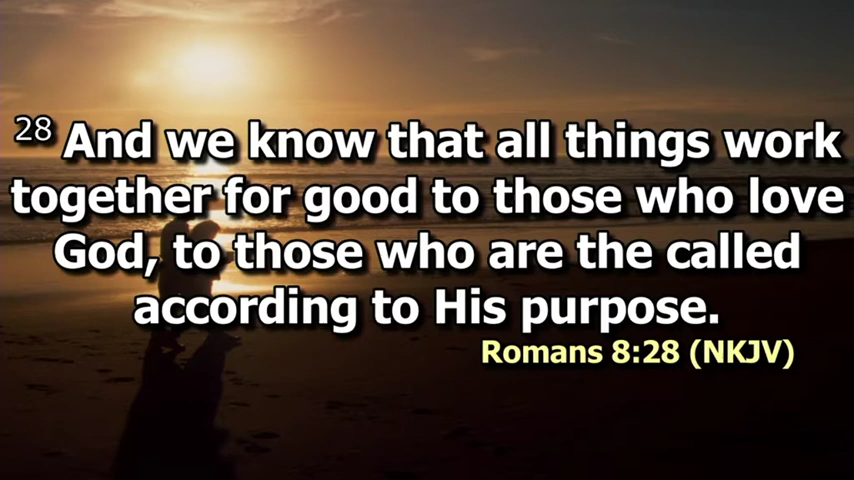 28 And we know that all things work
together for good to those who love
God, to those who are the called
according to His purpose.
Romans 8:28 (NKJV)